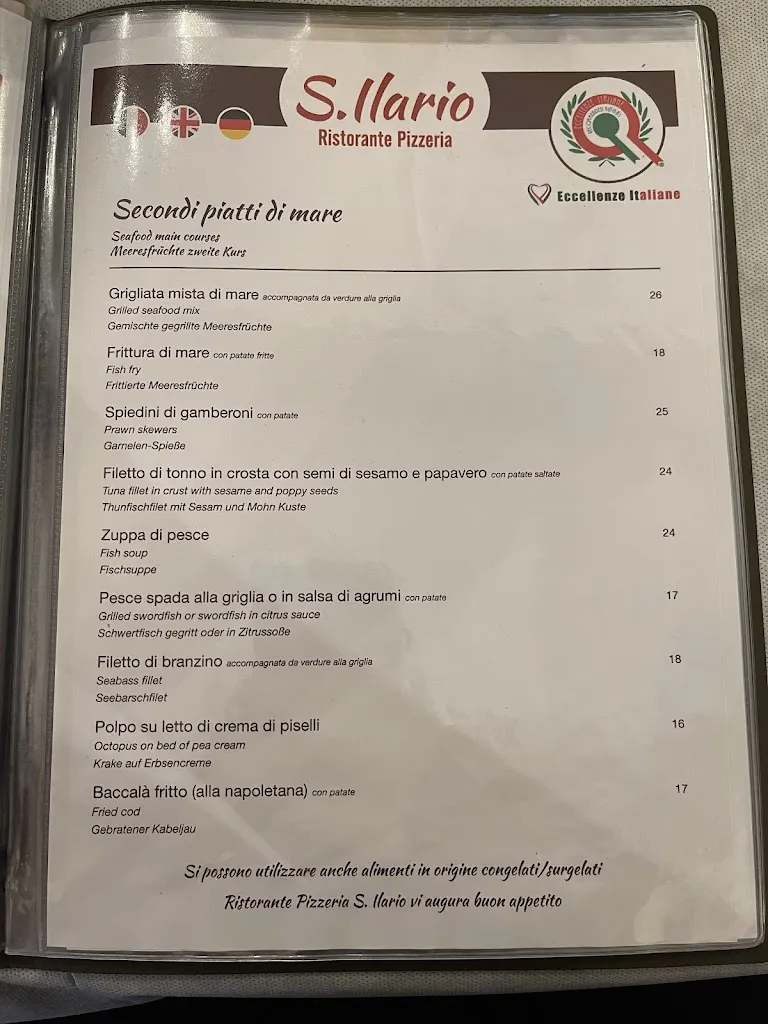 S.Ilario
Ristorante Pizzeria
ECCELLENZE ITALIANE
Eccellenze Italiane
Secondi piatti di mare
Seafood main courses
Meeresfrüchte zweite Kurs
Grigliata mista di mare accompagnata da verdure alla griglia 26
Grilled seafood mix
Gemischte gegrillte Meeresfrüchte
Frittura di mare con patate fritte 18
Fish fry
Frittierte Meeresfrüchte
Spiedini di gamberoni con patate 25
Prawn skewers
Garnelen-Spieße
Filetto di tonno in crosta con semi di sesamo e papavero con patate saltate 24
Tuna fillet in crust with sesame and poppy seeds
Thunfischfilet mit Sesam und Mohn Kuste
Zuppa di pesce 24
Fish soup
Fischsuppe
Pesce spada alla griglia o in salsa di agrumi con patate 17
Grilled swordfish or swordfish in citrus sauce
Schwertfisch gegritt oder in Zitrussoße
Filetto di branzino accompagnata da verdure alla griglia 18
Seabass fillet
Seebarschfilet
Polpo su letto di crema di piselli 16
Octopus on bed of pea cream
Krake auf Erbsencreme
Baccalà fritto (alla napoletana) con patate 17
Fried cod
Gebratener Kabeljau
Si possono utilizzare anche alimenti in origine congelati/surgelati
Ristorante Pizzeria S. Ilario vi augura buon appetito